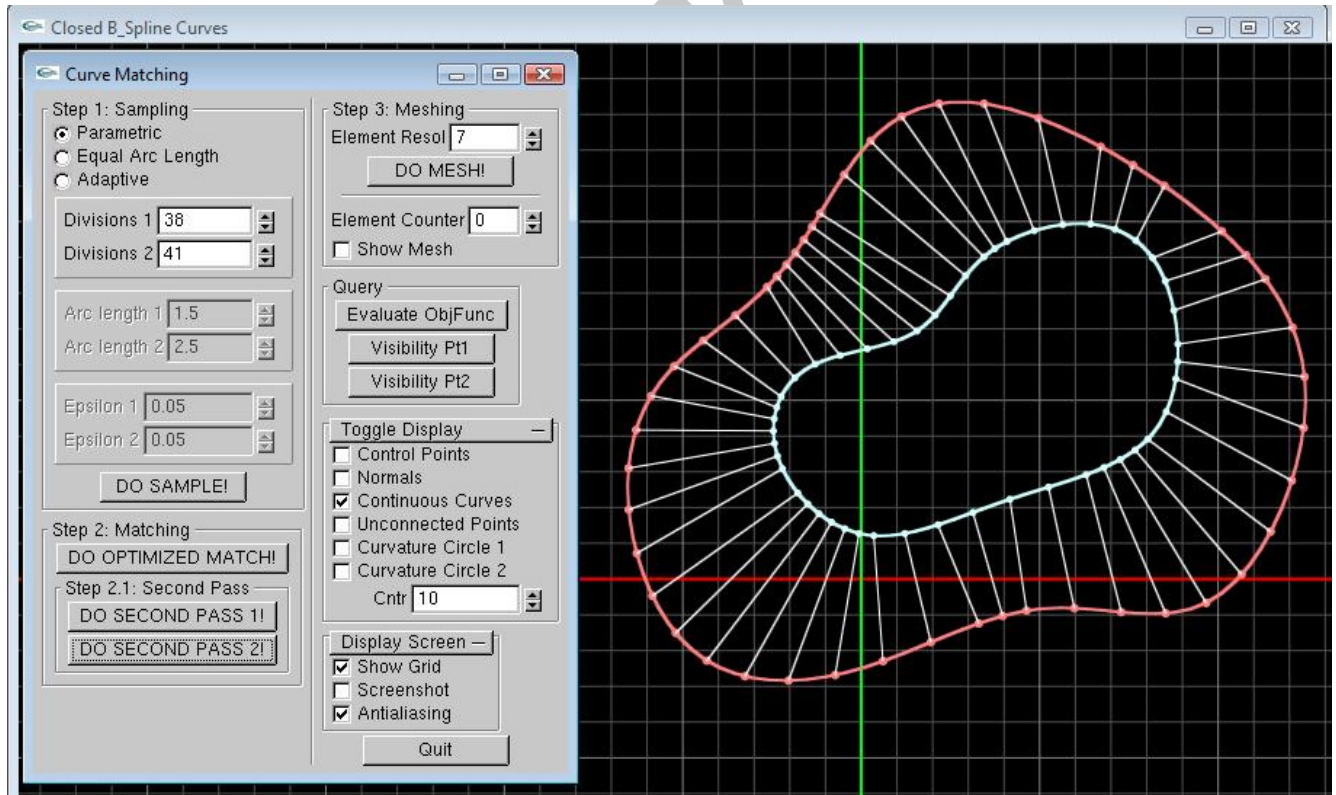 Closed B_Spline Curves
Curve Matching
Step 1: Sampling
Parametric
Equal Arc Length
Adaptive
Divisions 1 38
Divisions 2 41
Arc length 1 1.5
Arc length 2 2.5
Epsilon 1 0.05
Epsilon 2 0.05
DO SAMPLE!
Step 2: Matching
DO OPTIMIZED MATCH!
Step 2.1: Second Pass
DO SECOND PASS 1!
DO SECOND PASS 2!
Step 3: Meshing
Element Resol 7
DO MESH!
Element Counter 0
Show Mesh
Query
Evaluate ObjFunc
Visibility Pt1
Visibility Pt2
Toggle Display
Control Points
Normals
Continuous Curves
Unconnected Points
Curvature Circle 1
Curvature Circle 2
Cntr 10
Display Screen
Show Grid
Screenshot
Antialiasing
Quit